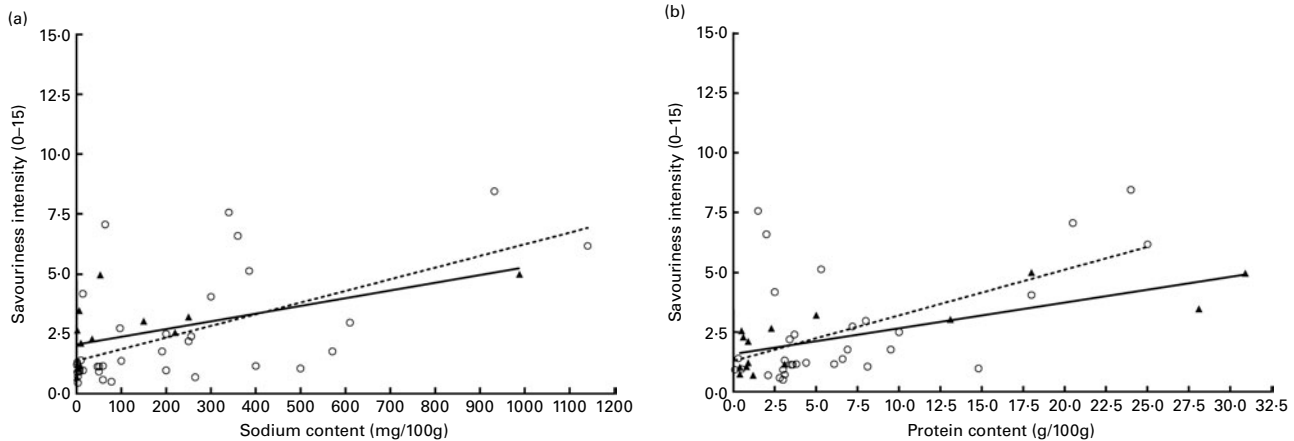 (a)
15·0
12·5
10·0
7·5
5·0
2·5
0·0
Savouriness intensity (0–15)
0 100 200 300 400 500 600 700 800 900 1000 1100 1200
Sodium content (mg/100g)
(b)
15·0
12·5
10·0
7·5
5·0
2·5
0·0
Savouriness intensity (0–15)
0·0 2·5 5·0 7·5 10·0 12·5 15·0 17·5 20·0 22·5 25·0 27·5 30·0 32·5
Protein content (g/100g)